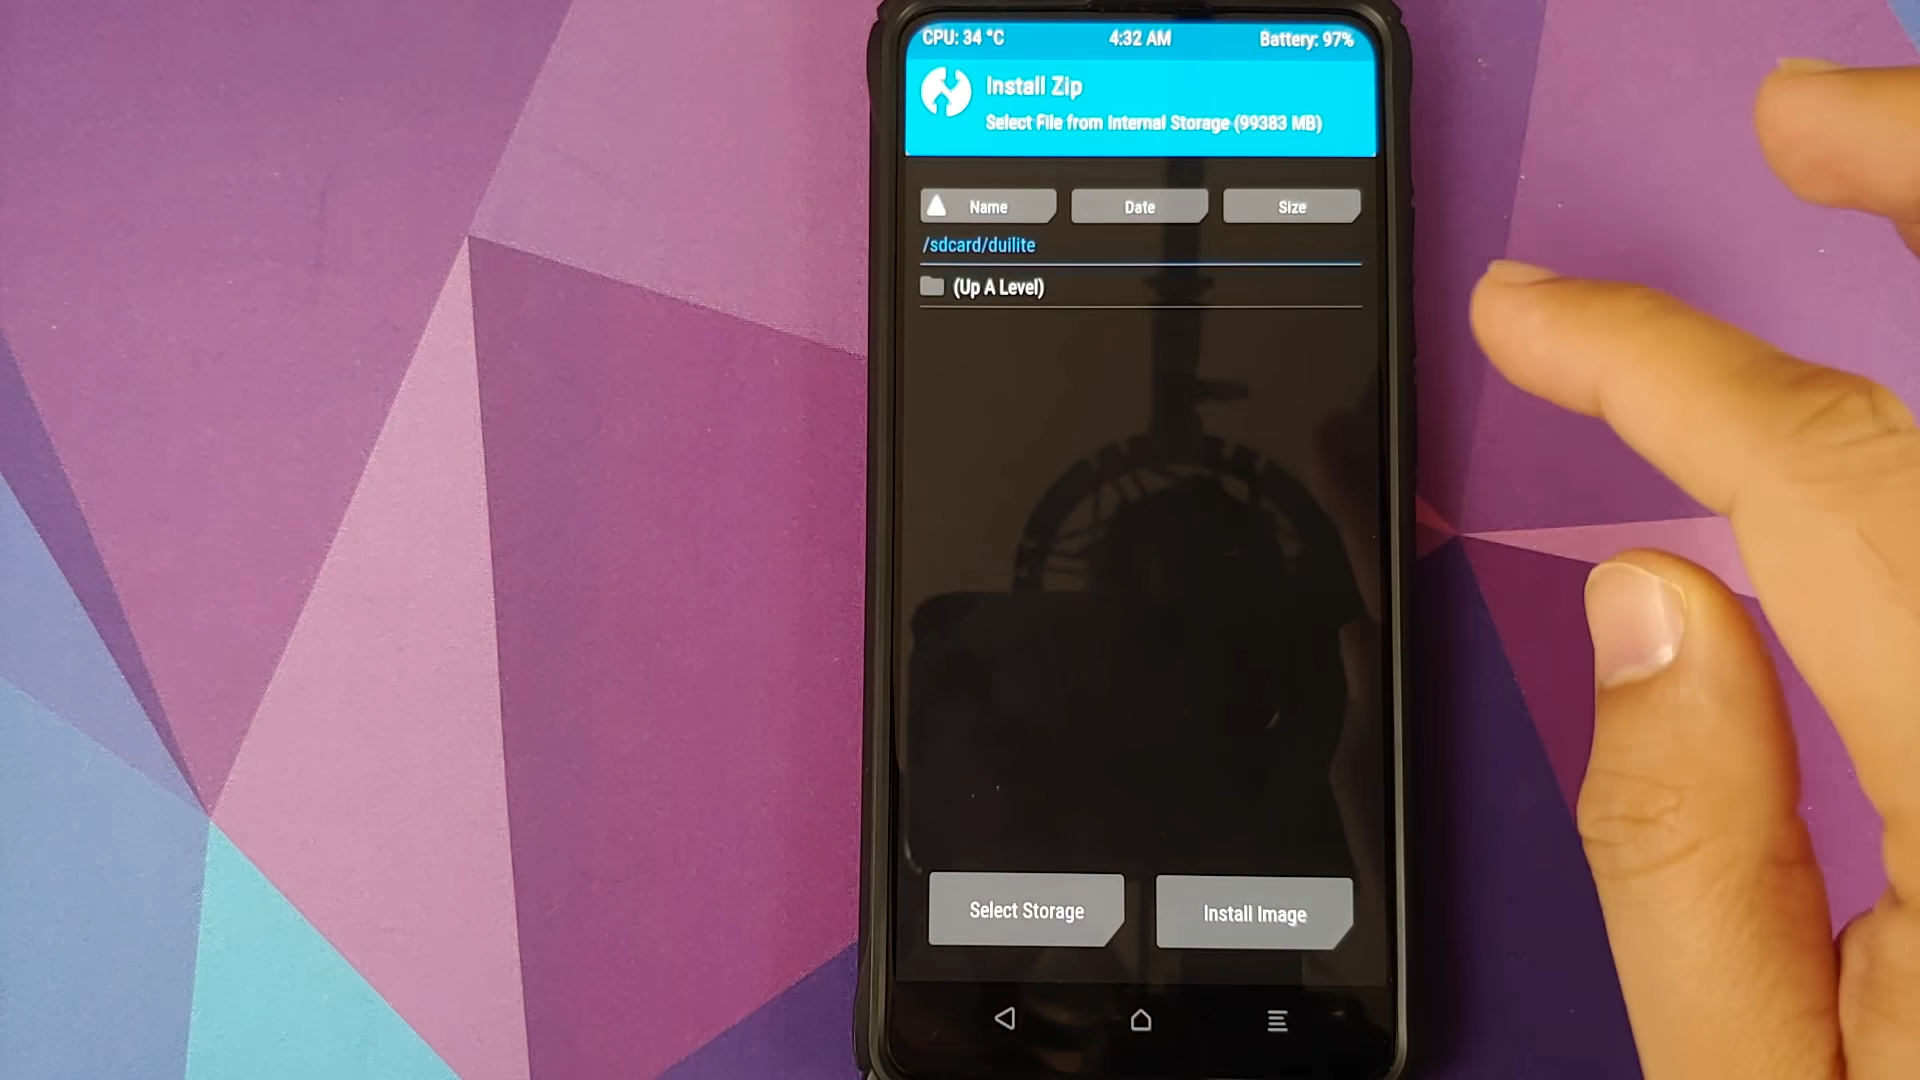 CPU: 34 °C 4:32 AM Battery: 97%
Install Zip
Select File from Internal Storage (99383 MB)
Name Date Size
/sdcard/duilite
(Up A Level)
Select Storage Install Image